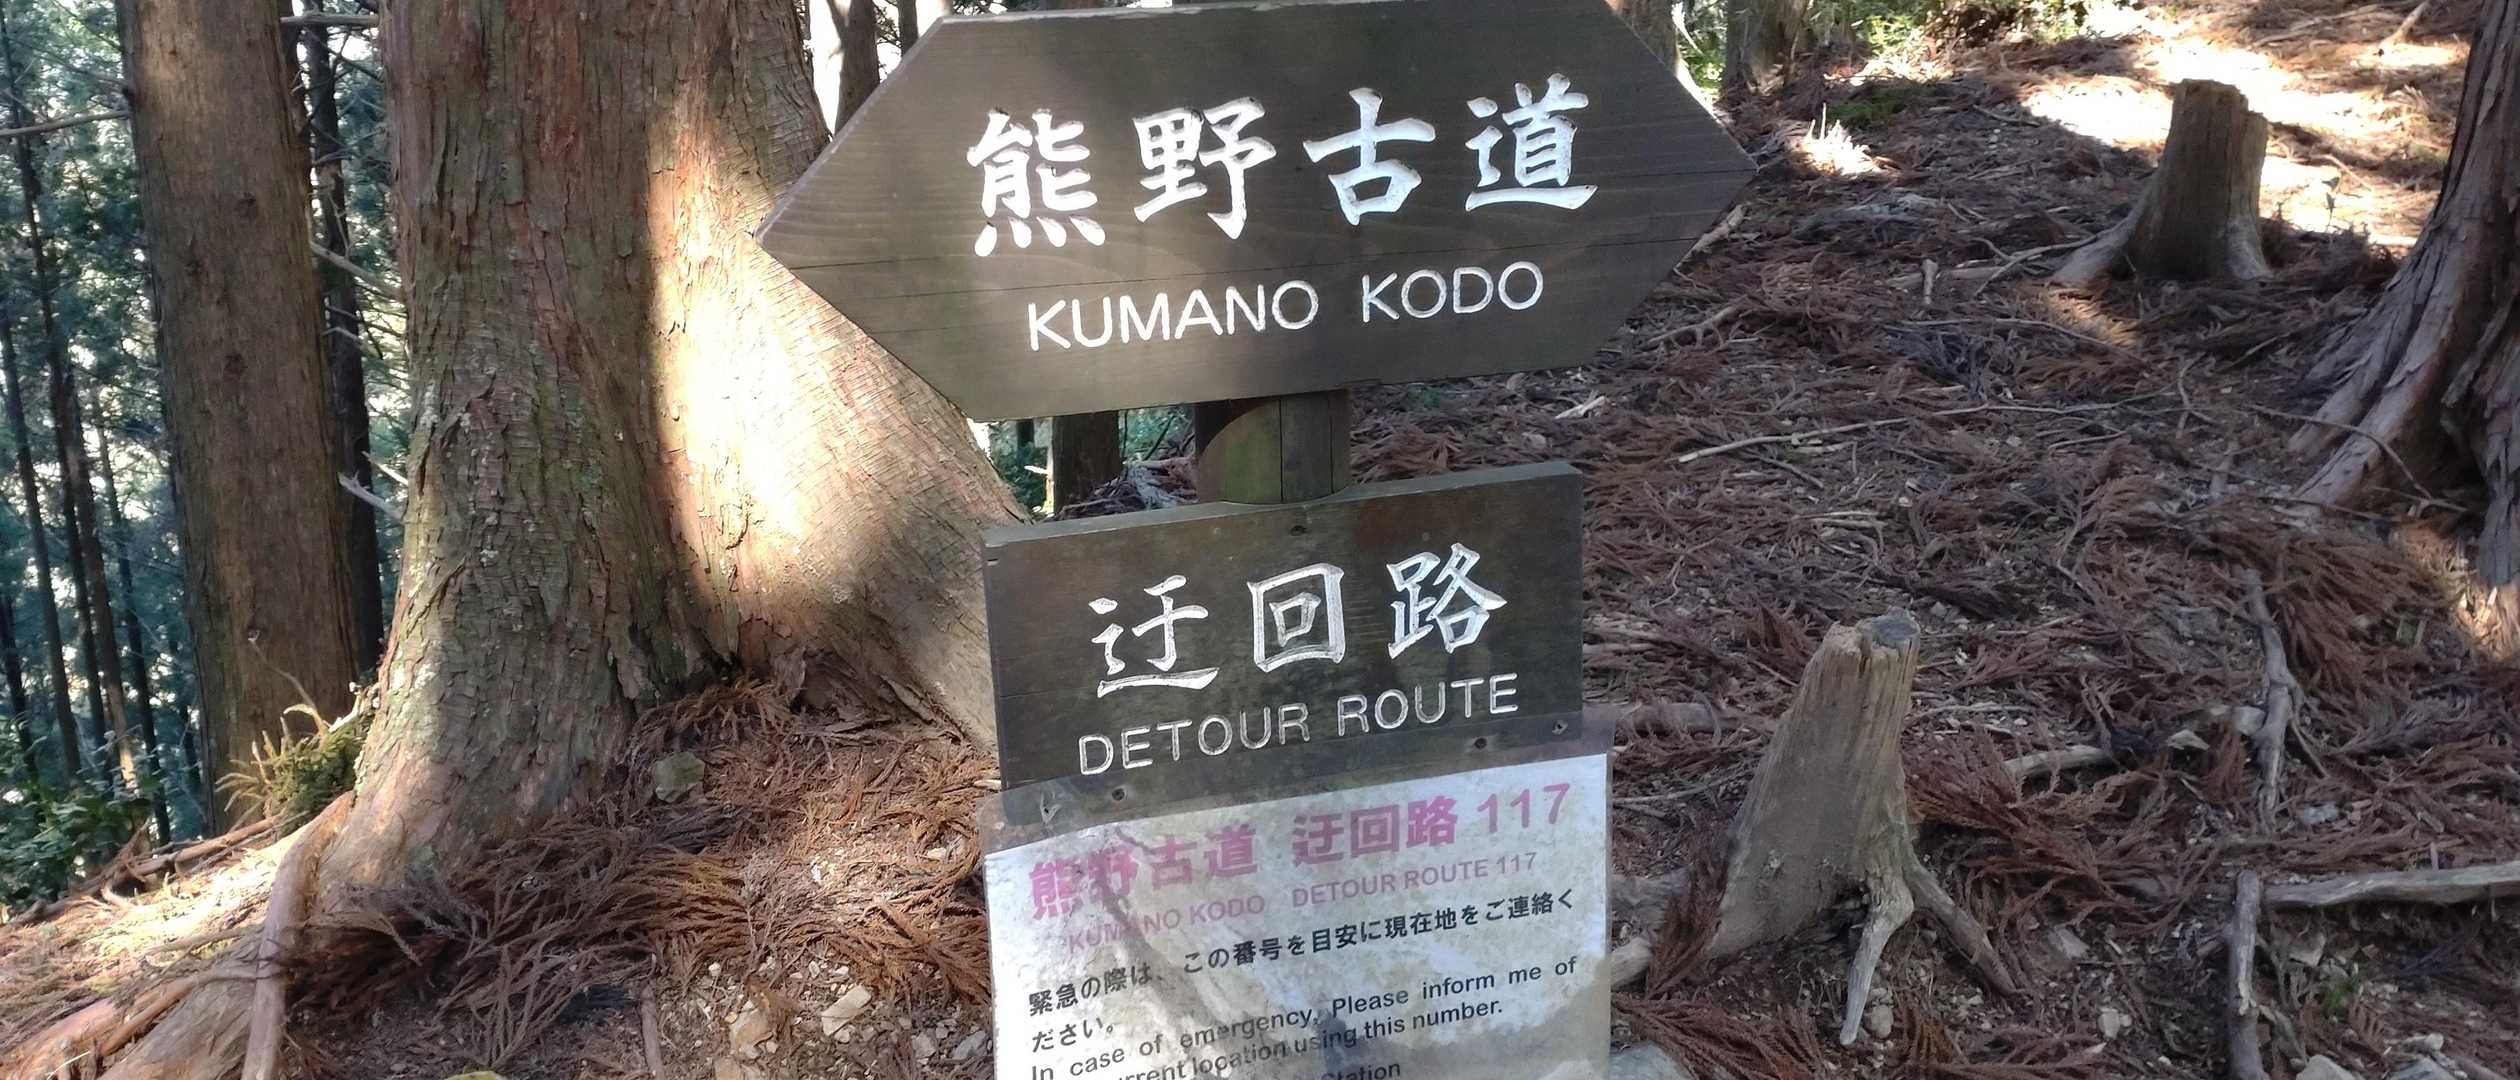 熊野古道
KUMANO KODO
迂回路
DETOUR ROUTE
熊野古道 迂回路 117
KUMANO KODO DETOUR ROUTE 117
緊急の際は、この番号を目安に現在地をご連絡く
ださい。
In case of emergency, Please inform me of
location using this number.